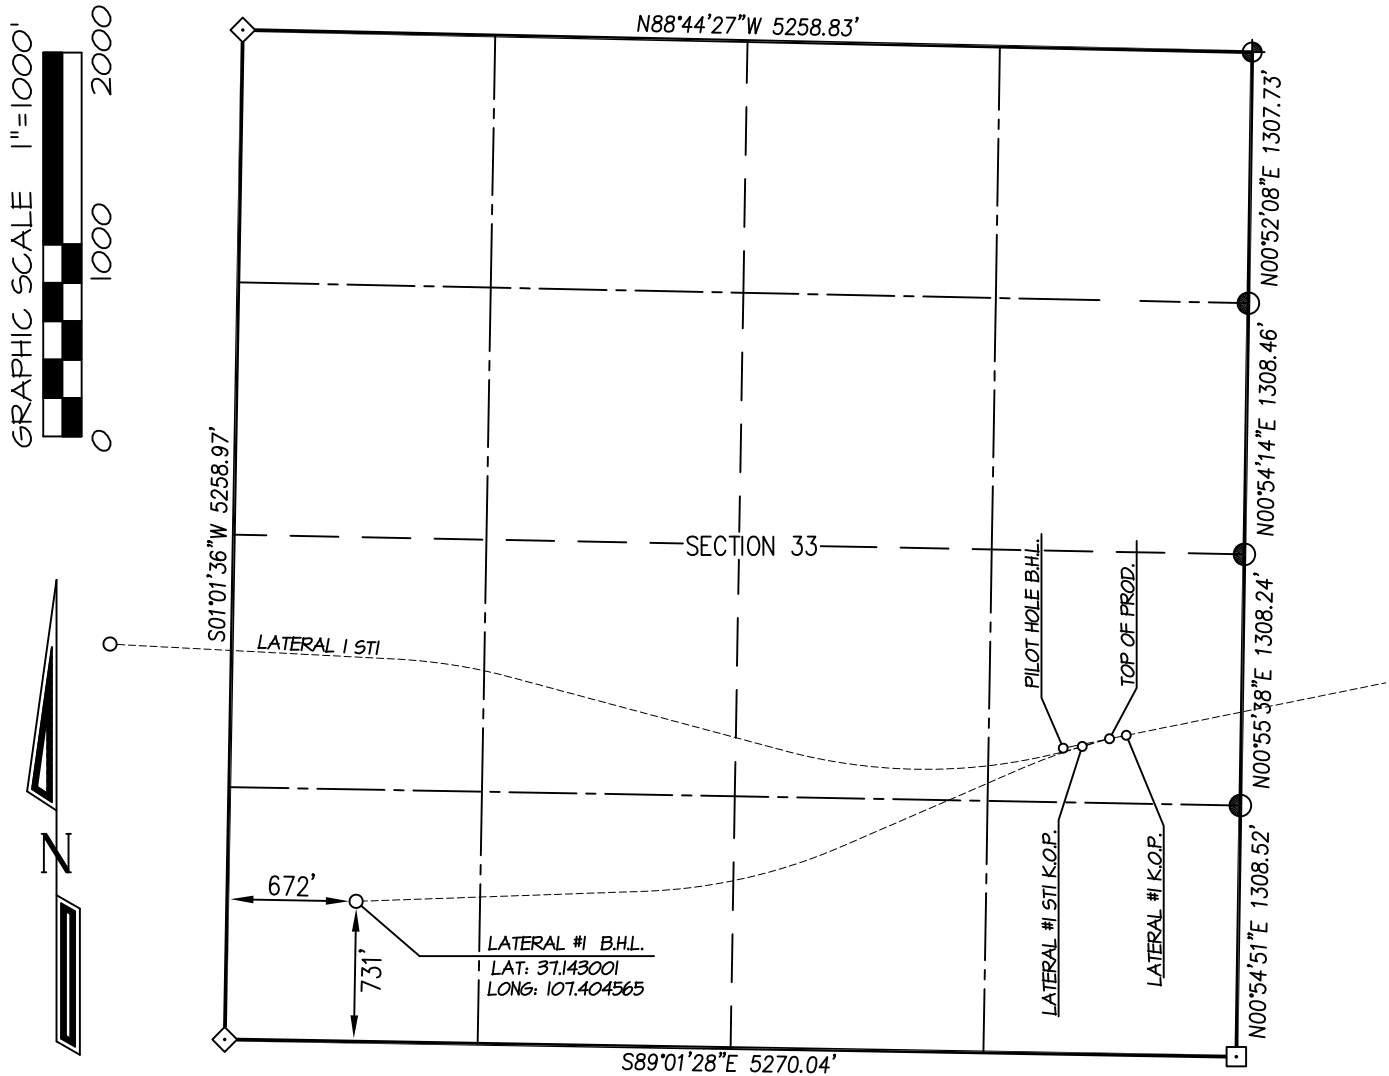 N88°44'27"W 5258.83'
GRAPHIC SCALE 1"=1000'
0
1000
2000
N00°52'08"E 1307.73'
N00°54'14"E 1308.46'
S01°01'36"W 5258.97'
SECTION 33
PILOT HOLE B.H.L.
TOP OF PROD.
N00°55'38"E 1308.24'
LATERAL 1 ST1
N
672'
731'
LATERAL #1 B.H.L.
LAT: 37.143001
LONG: 107.404565
LATERAL #1 ST1 K.O.P.
LATERAL #1 K.O.P.
N00°54'51"E 1308.52'
S89°01'28"E 5270.04'